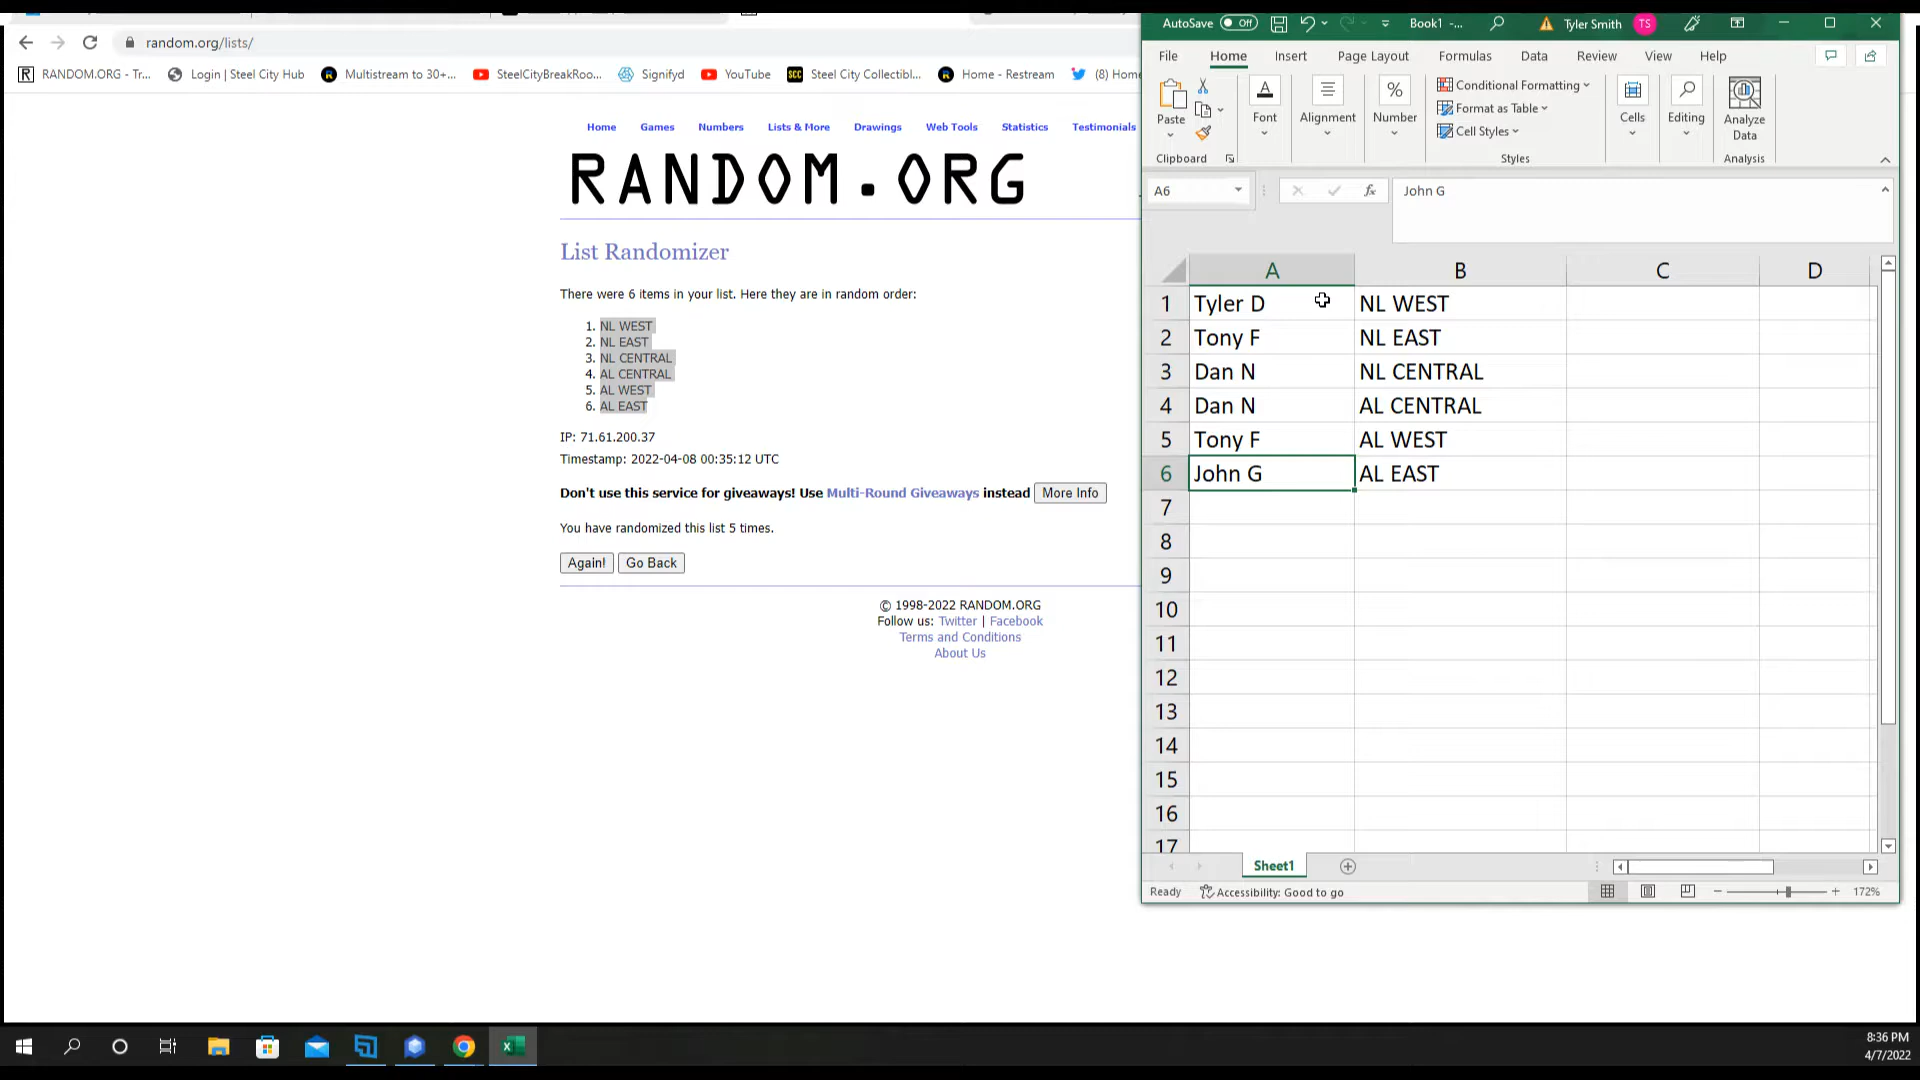 random.org/lists/
RANDOM.ORG - Tr...
Login | Steel City Hub
Multistream to 30+...
SteelCityBreakRoo...
Signifyd
YouTube
Steel City Collectibl...
Home - Restream
(8) Home
Home Games Numbers Lists & More Drawings Web Tools Statistics Testimonials
RANDOM.ORG
List Randomizer
There were 6 items in your list. Here they are in random order:
1. NL WEST
2. NL EAST
3. NL CENTRAL
4. AL CENTRAL
5. AL WEST
6. AL EAST
IP: 71.61.200.37
Timestamp: 2022-04-08 00:35:12 UTC
Don't use this service for giveaways! Use Multi-Round Giveaways instead More Info
You have randomized this list 5 times.
Again! Go Back
© 1998-2022 RANDOM.ORG
Follow us: Twitter | Facebook
Terms and Conditions
About Us
AutoSave Off Book1 -... Tyler Smith TS
File Home Insert Page Layout Formulas Data Review View Help
Paste
Clipboard
Font
Alignment
Number
Conditional Formatting
Format as Table
Cell Styles
Styles
Cells
Editing
Analyze
Data
Analysis
A6 fx John G
A B C D
1 Tyler D NL WEST
2 Tony F NL EAST
3 Dan N NL CENTRAL
4 Dan N AL CENTRAL
5 Tony F AL WEST
6 John G AL EAST
7
8
9
10
11
12
13
14
15
16
17
Sheet1
Ready Accessibility: Good to go 172%
8:36 PM
4/7/2022